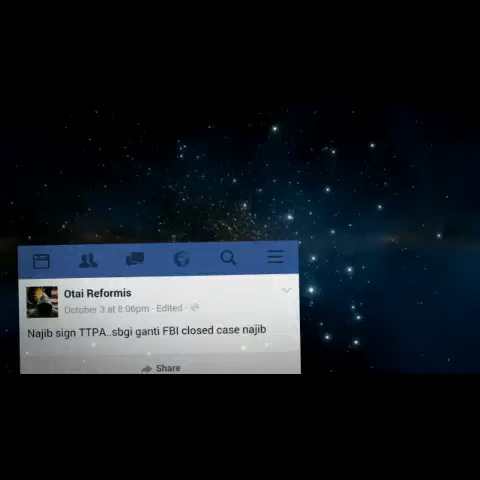 Otai Reformis
October 3 at 8:06pm · Edited ·
Najib sign TTPA..sbgi ganti FBI closed case najib
Share